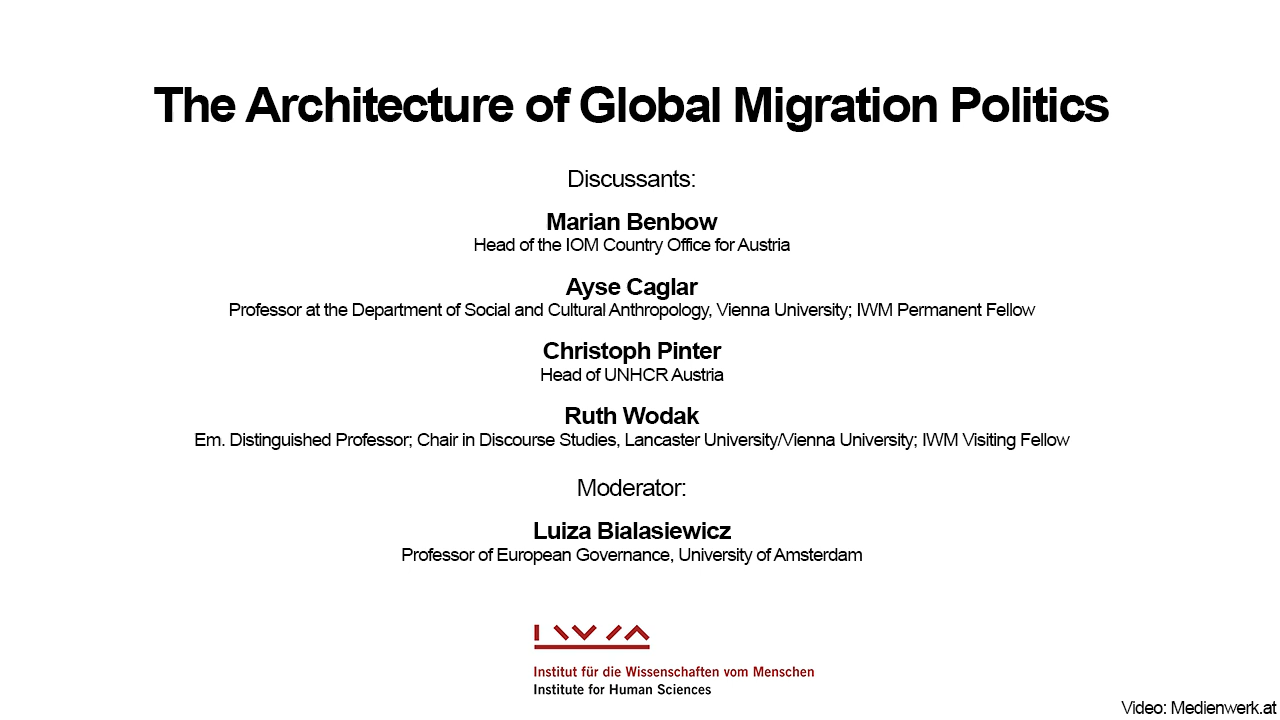 The Architecture of Global Migration Politics
Discussants:
Marian Benbow
Head of the IOM Country Office for Austria
Ayse Caglar
Professor at the Department of Social and Cultural Anthropology, Vienna University; IWM Permanent Fellow
Christoph Pinter
Head of UNHCR Austria
Ruth Wodak
Em. Distinguished Professor; Chair in Discourse Studies, Lancaster University/Vienna University; IWM Visiting Fellow
Moderator:
Luiza Bialasiewicz
Professor of European Governance, University of Amsterdam
IWM
Institut für die Wissenschaften vom Menschen
Institute for Human Sciences
Video: Medienwerk.at